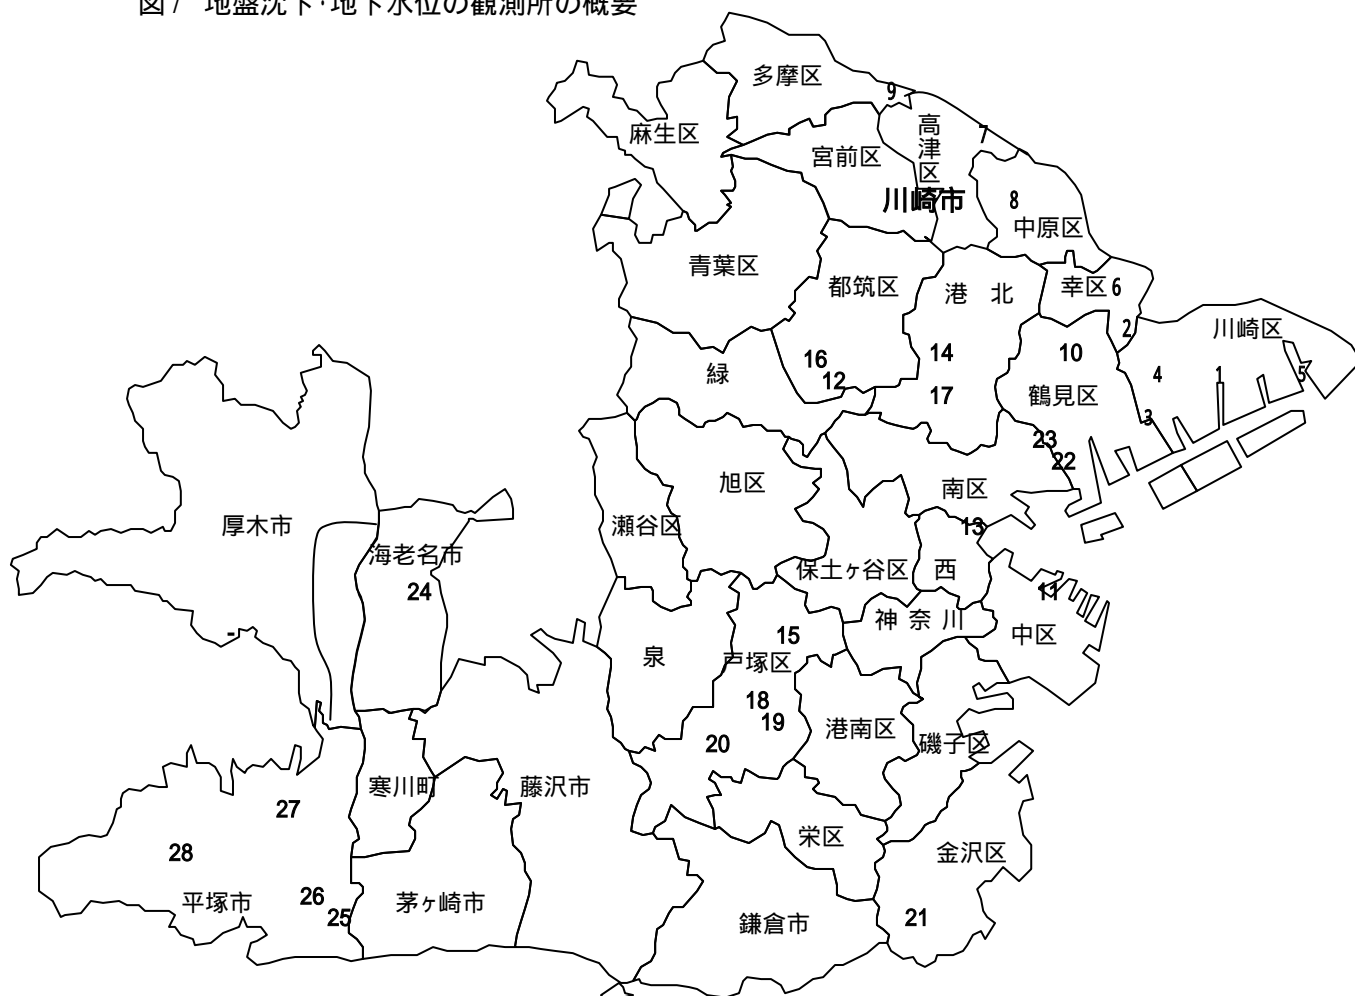 図7 地盤沈下・地下水位の観測所の概要
多摩区
9
麻生区
高津区
7
宮前区
川崎市
8
中原区
青葉区
都筑区
港 北
幸区
6
2
川崎区
16
12
14
17
10
鶴見区
4
1
5
3
緑
23
22
旭区
南区
瀬谷区
13
厚木市
海老名市
24
保土ヶ谷区
西
11
神 奈 川
中区
-
15
泉
戸塚区
18
19
20
港南区
磯子区
寒川町
藤沢市
27
28
栄区
金沢区
平塚市
26
25
茅ヶ崎市
鎌倉市
21